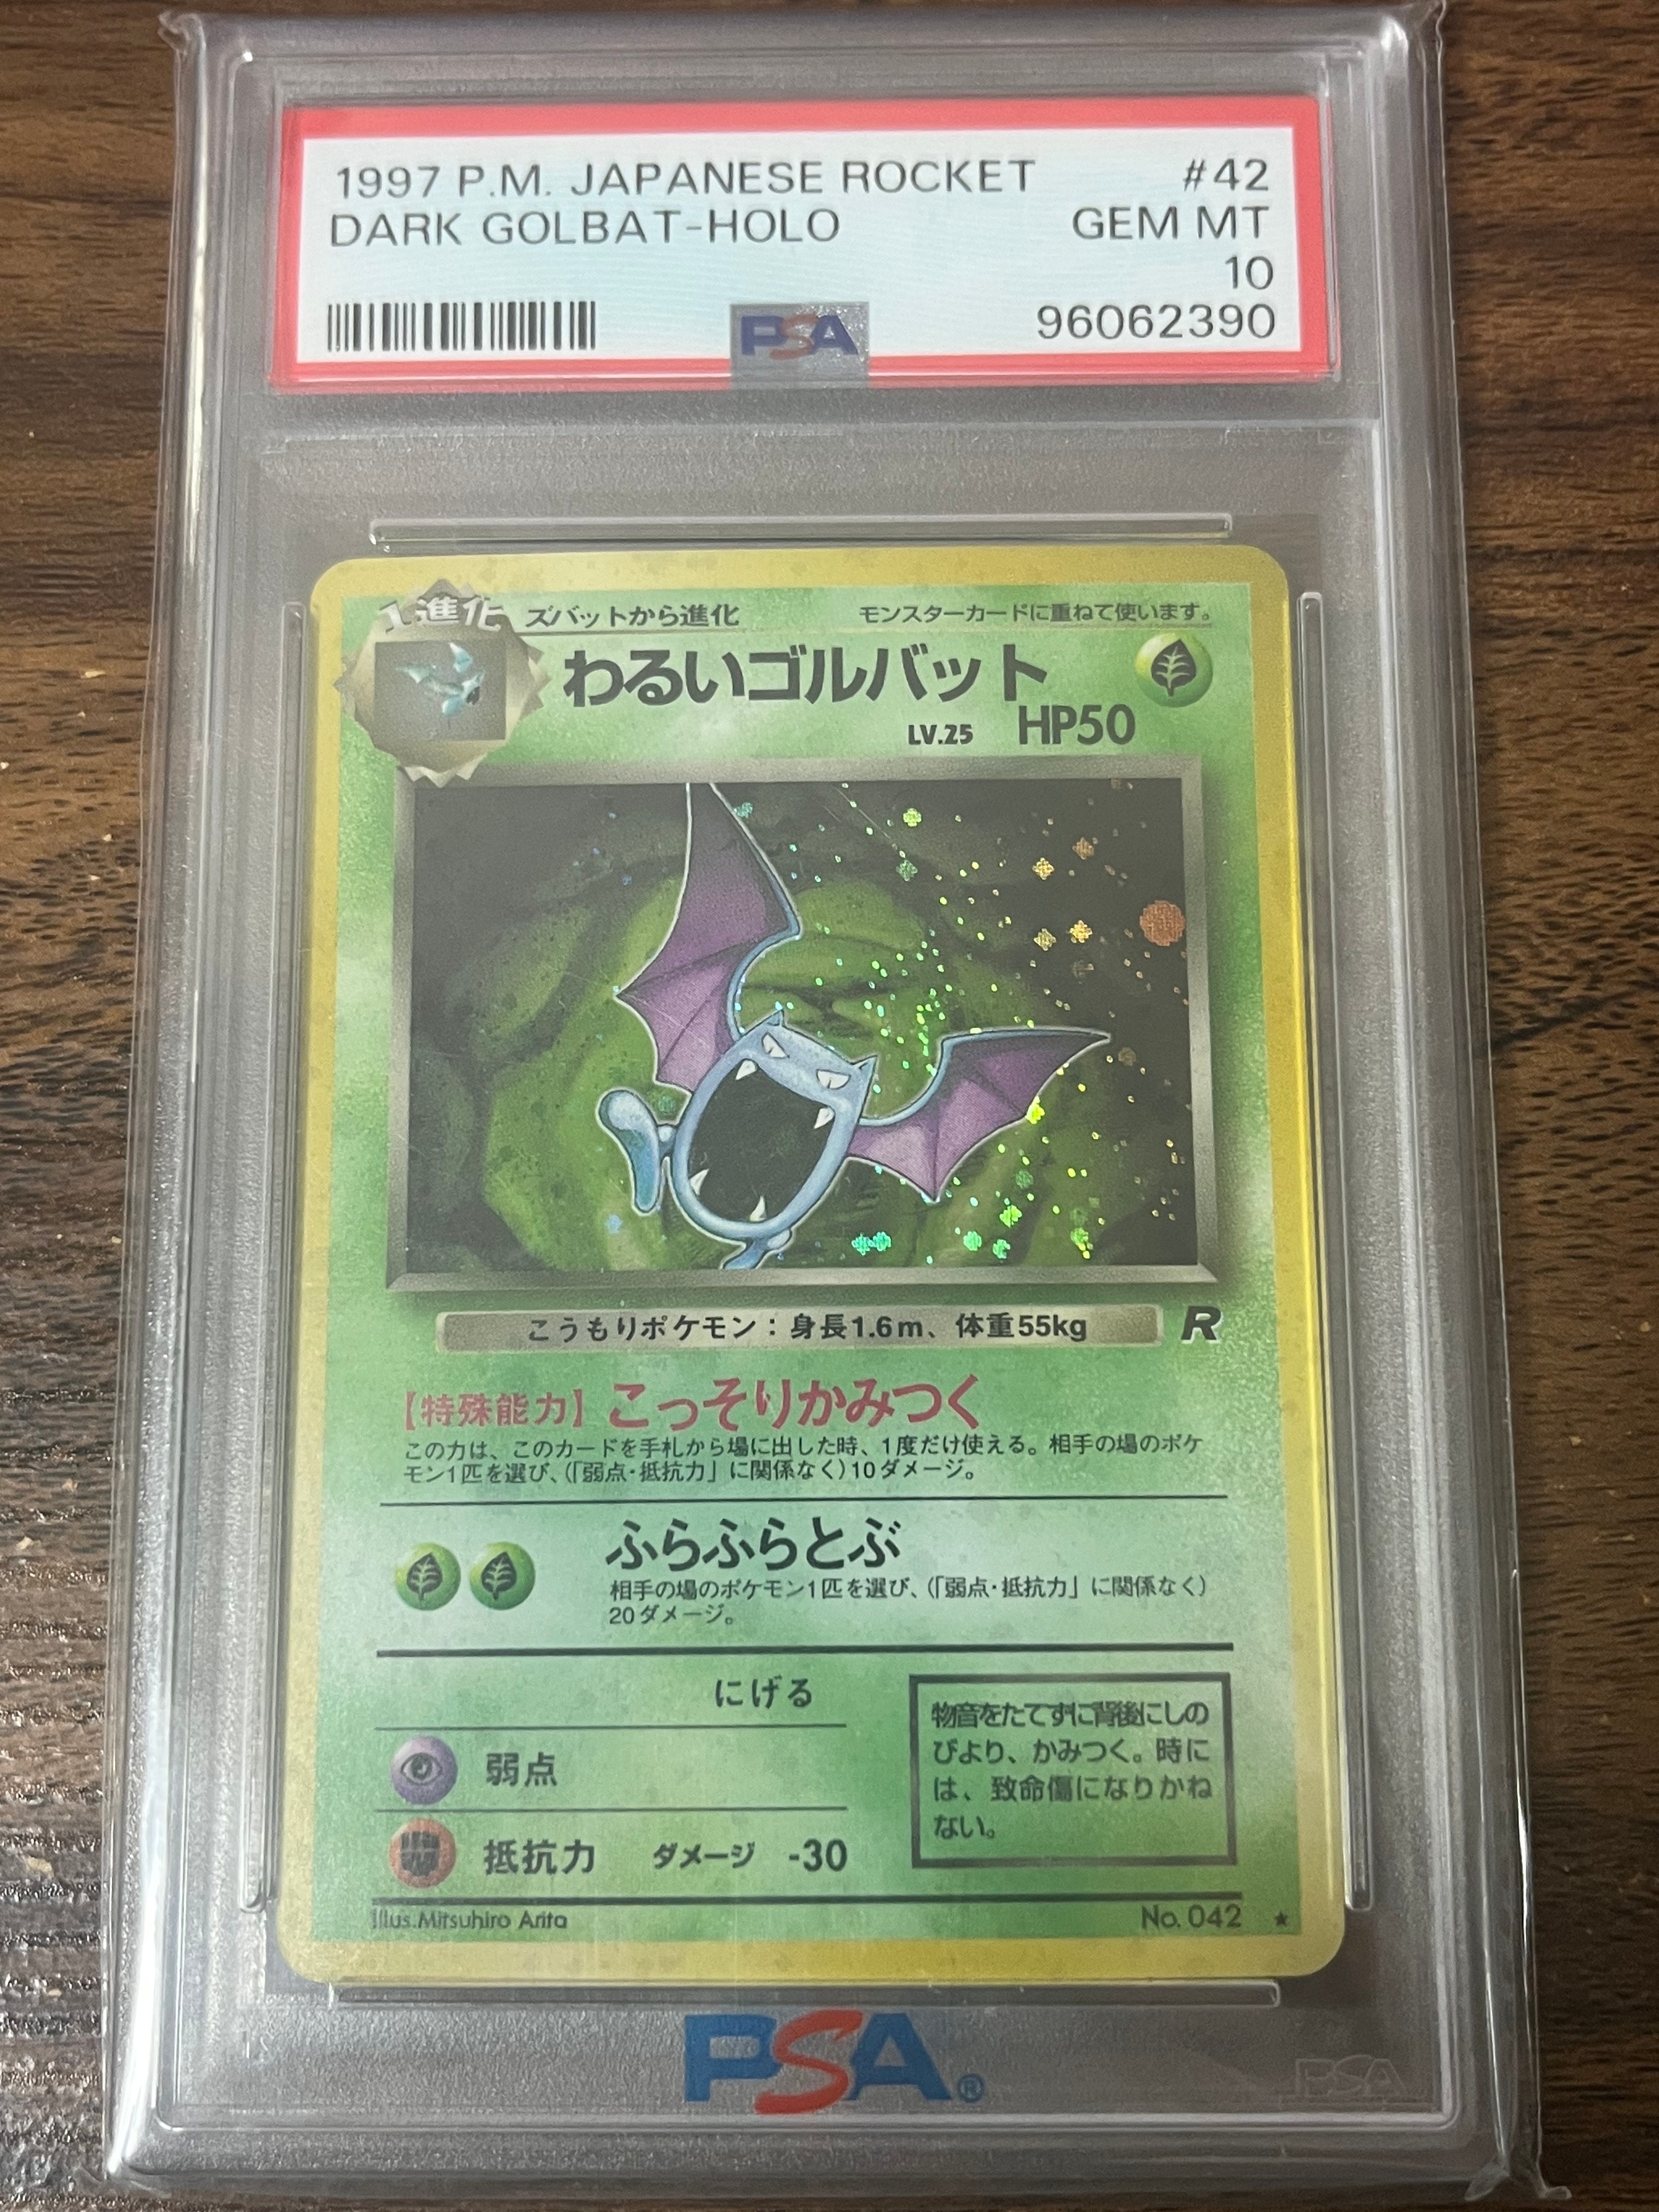 1997 P.M. JAPANESE ROCKET #42
DARK GOLBAT-HOLO GEM MT
10
PSA 96062390
1進化 ズバットから進化 モンスターカードに重ねて使います。
わるいゴルバット
LV.25 HP50
こうもりポケモン：身長1.6m、体重55kg R
【特殊能力】こっそりかみつく
この力は、このカードを手札から場に出した時、1度だけ使える。相手の場のポケ
モン1匹を選び、（「弱点・抵抗力」に関係なく）10ダメージ。
ふらふらとぶ
相手の場のポケモン1匹を選び、（「弱点・抵抗力」に関係なく）
20ダメージ。
にげる
弱点
抵抗力 ダメージ -30
物音をたてずに背後にしの
びより、かみつく。時に
は、致命傷になりかね
ない。
Illus.Mitsuhiro Arita No. 042 ★
PSA®
PSA